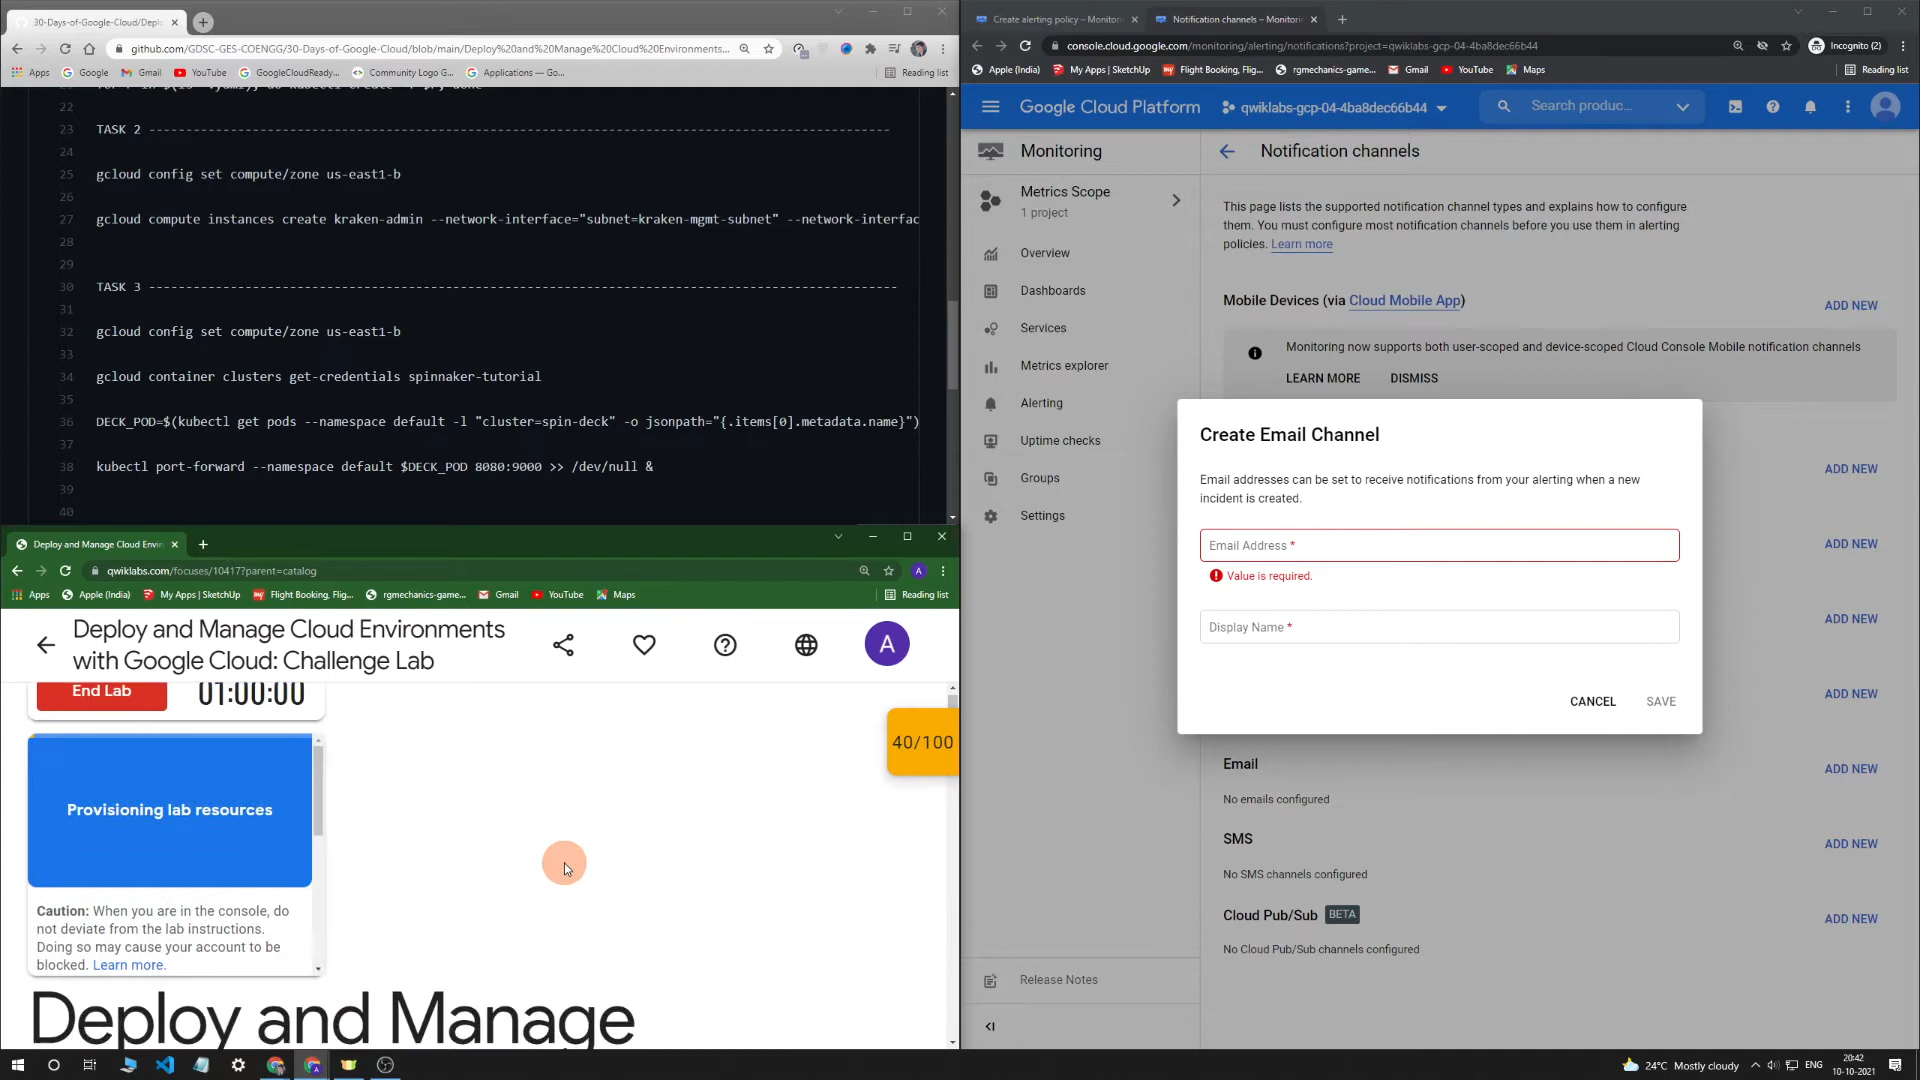 30-Days-of-Google-Cloud/Deplo
github.com/GDSC-GES-COENGG/30-Days-of-Google-Cloud/blob/main/Deploy%20and%20Manage%20Cloud%20Environments...
Apps
Google
Gmail
YouTube
GoogleCloudReady...
Community Logo G...
Applications — Go...
Reading list
22
23 TASK 2 ----------------------------------------------------------------------------------------------------
24
25 gcloud config set compute/zone us-east1-b
26
27 gcloud compute instances create kraken-admin --network-interface="subnet=kraken-mgmt-subnet" --network-interfac
28
29
30 TASK 3 -----------------------------------------------------------------------------------------------------
31
32 gcloud config set compute/zone us-east1-b
33
34 gcloud container clusters get-credentials spinnaker-tutorial
35
36 DECK_POD=$(kubectl get pods --namespace default -l "cluster=spin-deck" -o jsonpath="{.items[0].metadata.name}")
37
38 kubectl port-forward --namespace default $DECK_POD 8080:9000 >> /dev/null &
39
40
Deploy and Manage Cloud Envir
qwiklabs.com/focuses/10417?parent=catalog
Apps
Apple (India)
My Apps | SketchUp
Flight Booking, Flig...
rgmechanics-game...
Gmail
YouTube
Maps
Reading list
Deploy and Manage Cloud Environments
with Google Cloud: Challenge Lab
A
End Lab
01:00:00
40/100
Provisioning lab resources
Caution: When you are in the console, do
not deviate from the lab instructions.
Doing so may cause your account to be
blocked. Learn more.
Deploy and Manage
Create alerting policy – Monitorin
Notification channels – Monitorin
console.cloud.google.com/monitoring/alerting/notifications?project=qwiklabs-gcp-04-4ba8dec66b44
Incognito (2)
Apple (India)
My Apps | SketchUp
Flight Booking, Flig...
rgmechanics-game...
Gmail
YouTube
Maps
Reading list
Google Cloud Platform
qwiklabs-gcp-04-4ba8dec66b44
Search produc...
Monitoring
Metrics Scope
1 project
Overview
Dashboards
Services
Metrics explorer
Alerting
Uptime checks
Groups
Settings
Release Notes
Notification channels
This page lists the supported notification channel types and explains how to configure
them. You must configure most notification channels before you use them in alerting
policies. Learn more
Mobile Devices (via Cloud Mobile App)
ADD NEW
Monitoring now supports both user-scoped and device-scoped Cloud Console Mobile notification channels
LEARN MORE
DISMISS
ADD NEW
ADD NEW
ADD NEW
ADD NEW
Create Email Channel
Email addresses can be set to receive notifications from your alerting when a new
incident is created.
Email Address *
Value is required.
Display Name *
CANCEL
SAVE
Email
ADD NEW
No emails configured
SMS
ADD NEW
No SMS channels configured
Cloud Pub/Sub BETA
ADD NEW
No Cloud Pub/Sub channels configured
24°C Mostly cloudy
ENG
20:42
10-10-2021